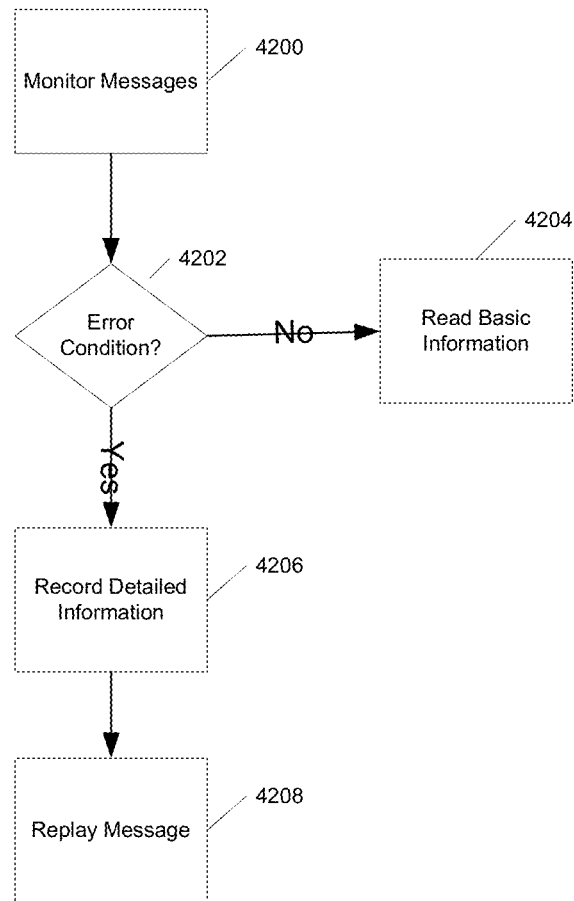 Monitor Messages
4200
4202
4204
Error
Condition?
No
Read Basic
Information
Yes
Record Detailed
Information
4206
Replay Message
4208